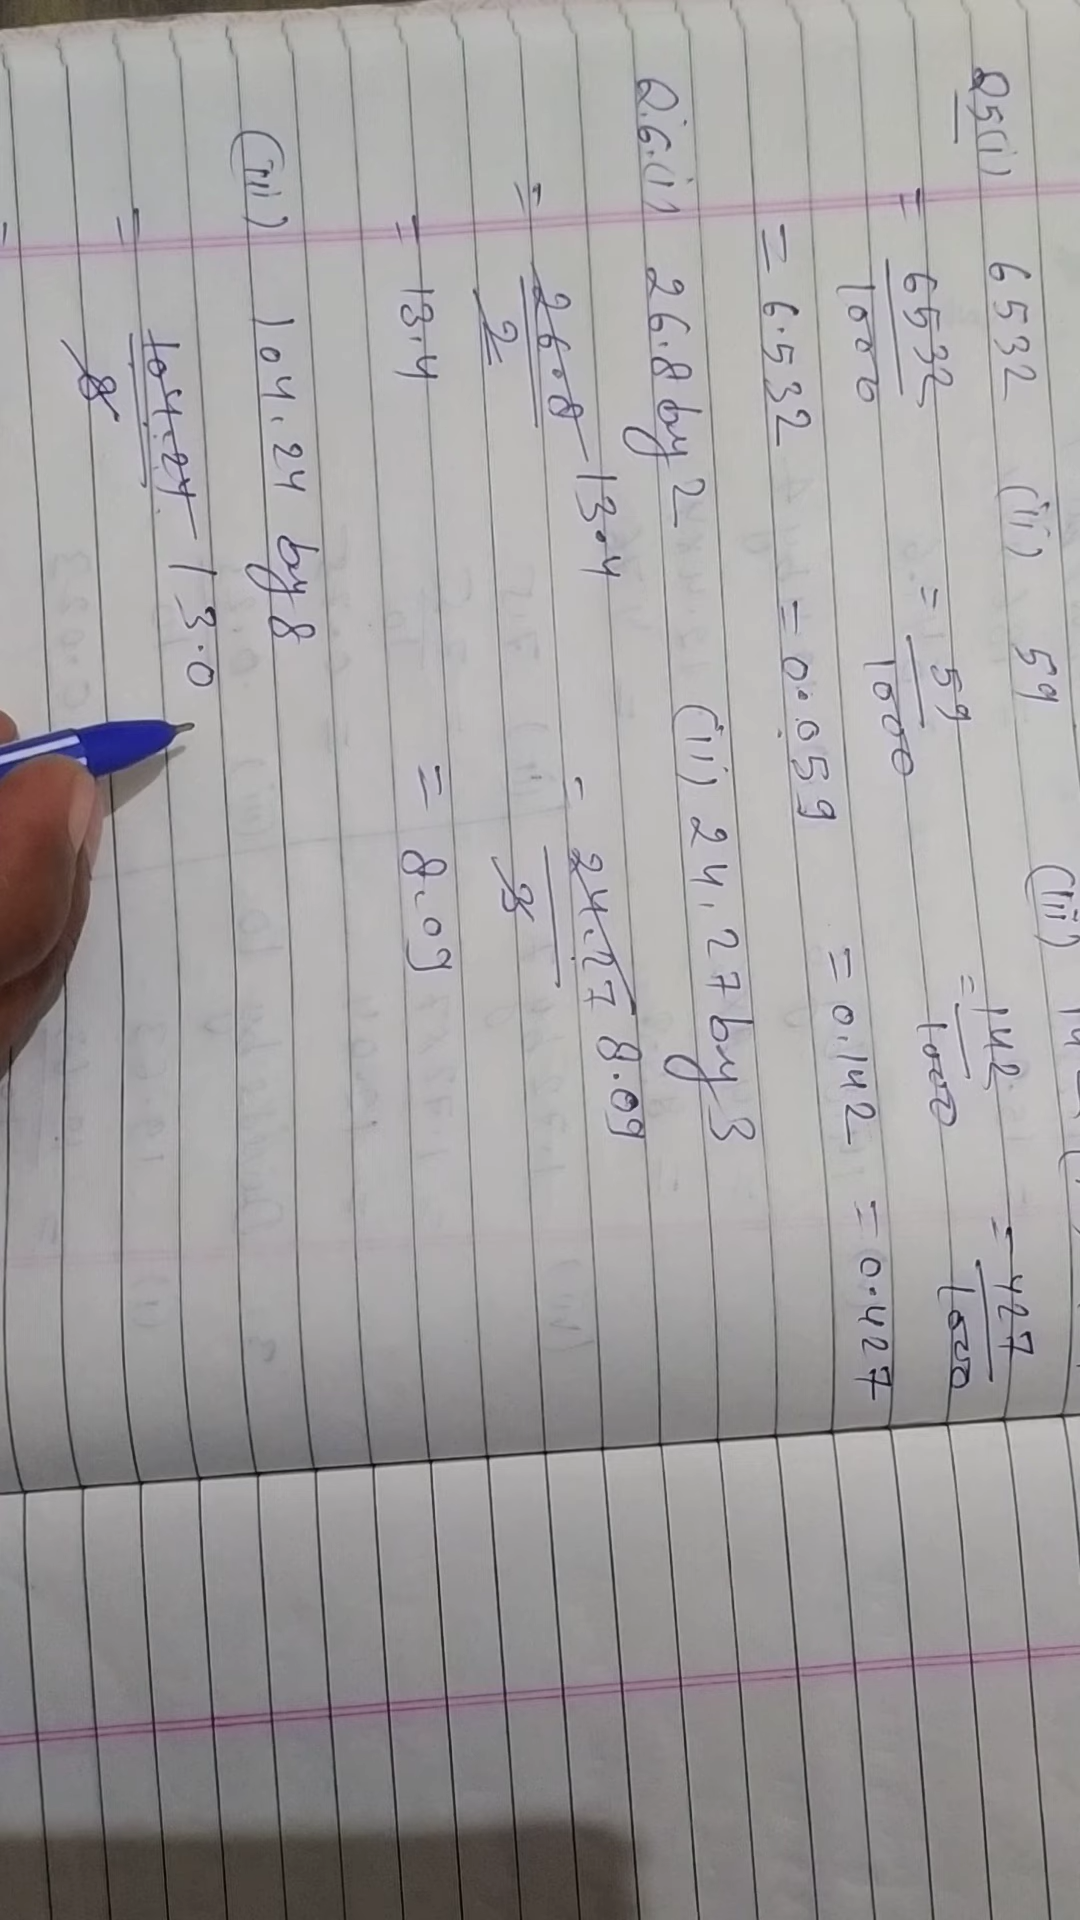 Q5(i) 6532 (ii) 59 (iii)
= 6532/1000 = 59/1000 = 142/1000 = 427/1000
= 6.532 = 0.059 = 0.142 = 0.427
Q.6.(i) 26.8 by 2 (ii) 24.27 by 3
= 26.8/2 13.4 = 24.27/3 8.09
= 13.4 = 8.09
(iii) 104.24 by 8
= 104.24/8 13.0
=